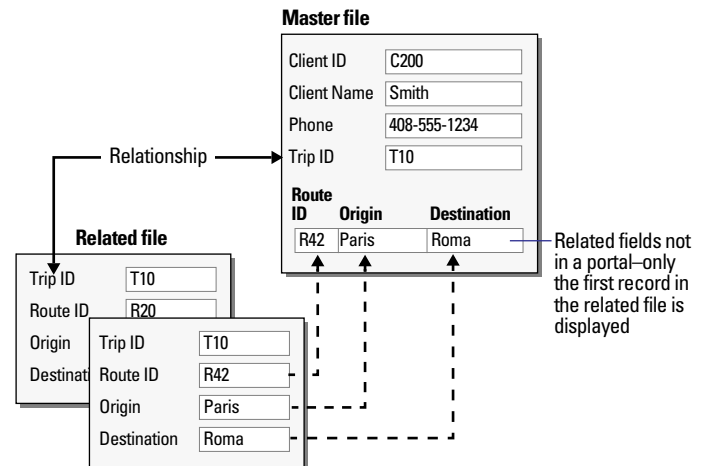 Master file
Client ID C200
Client Name Smith
Phone 408-555-1234
Trip ID T10
Relationship
Route
ID Origin Destination
R42 Paris Roma
Related fields not
in a portal–only
the first record in
the related file is
displayed
Related file
Trip ID T10
Route ID R20
Origin
Destinati
Trip ID T10
Route ID R42
Origin Paris
Destination Roma